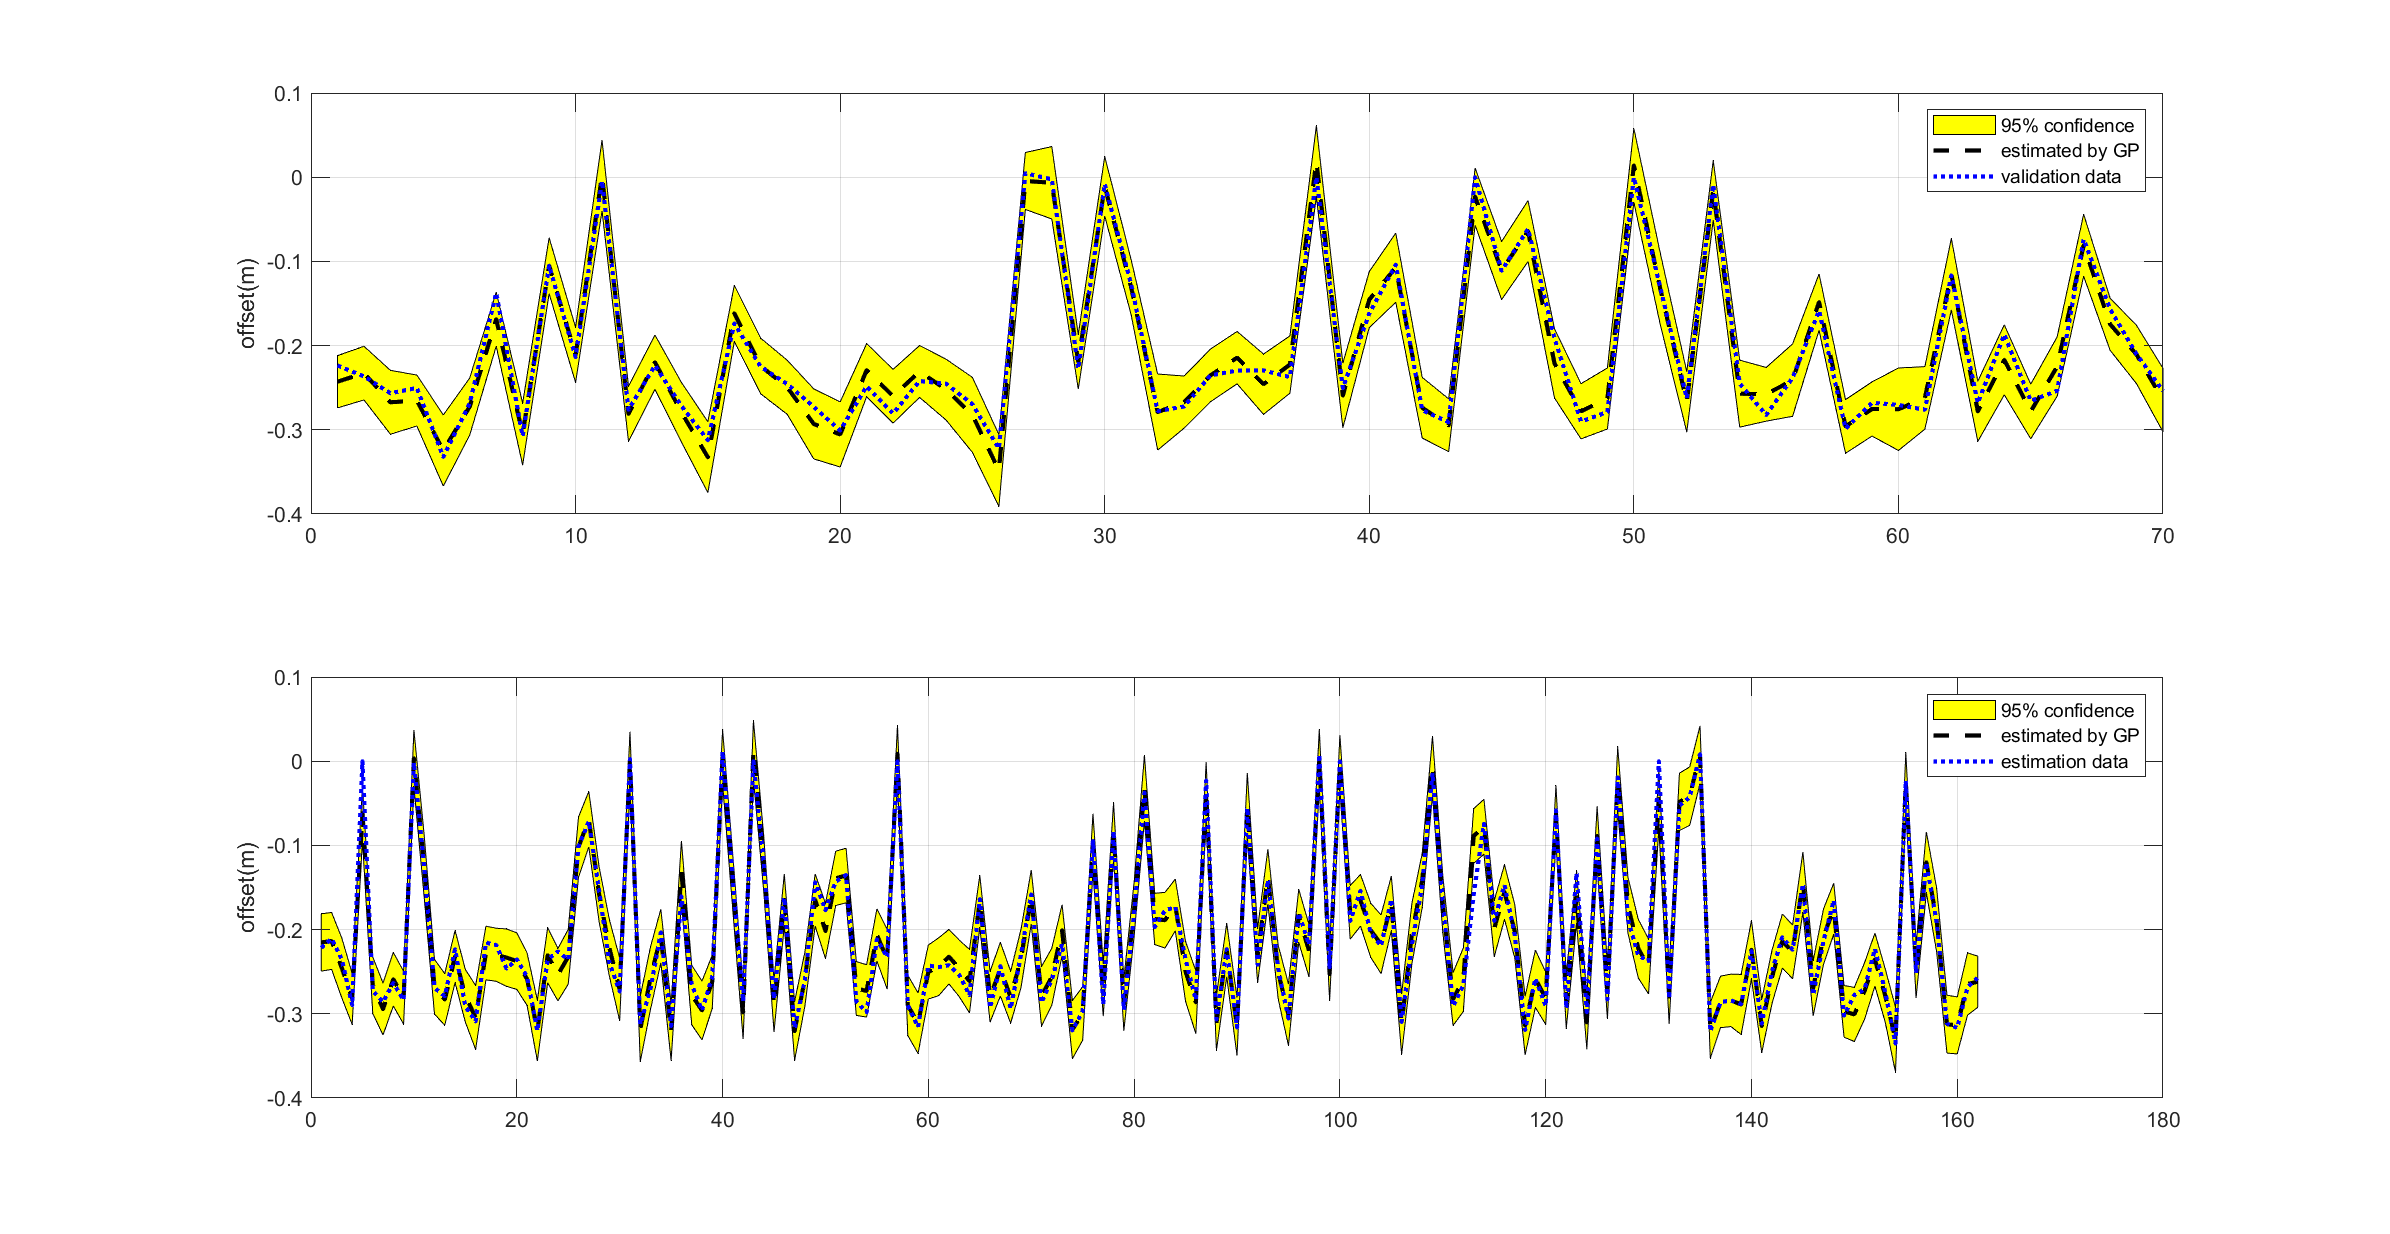 0.1
0
-0.1
-0.2
-0.3
-0.4
offset(m)
0 10 20 30 40 50 60 70
95% confidence
estimated by GP
validation data
0.1
0
-0.1
-0.2
-0.3
-0.4
offset(m)
0 20 40 60 80 100 120 140 160 180
95% confidence
estimated by GP
estimation data